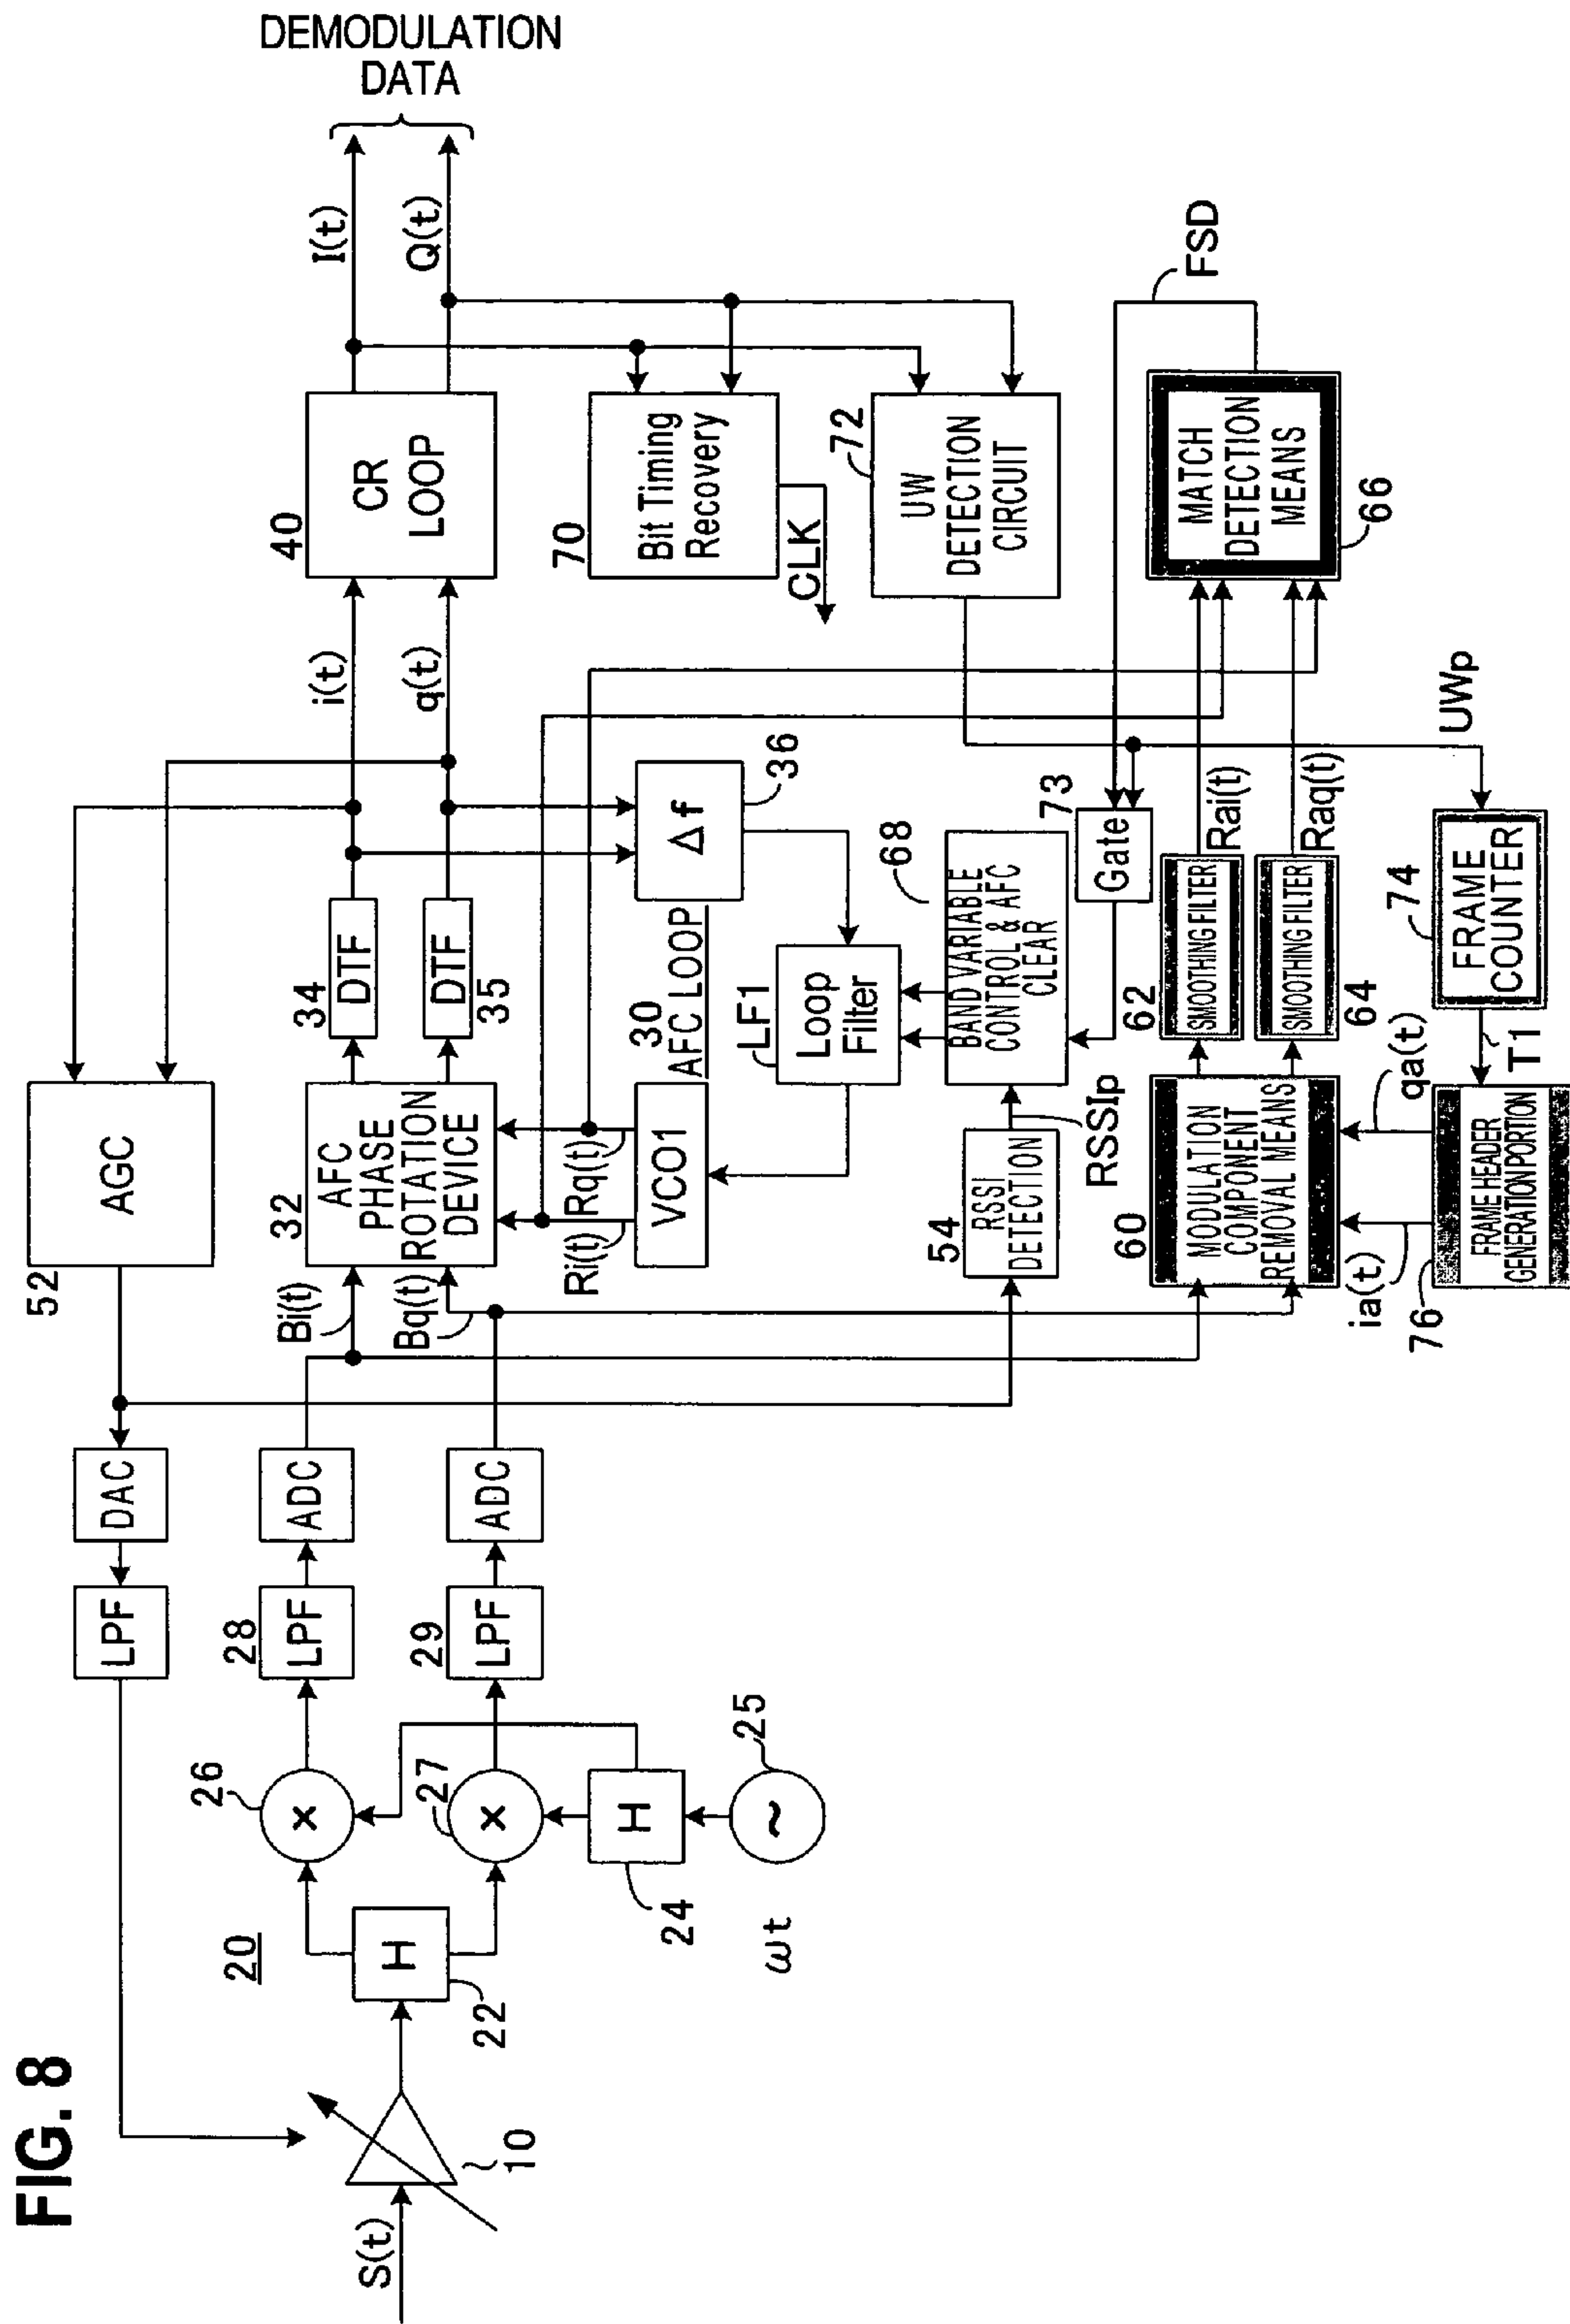 FIG. 8
DEMODULATION
DATA
S(t)
10
20
H
22
26
×
27
×
H
24
25
~
ωt
LPF
DAC
28
LPF
ADC
29
LPF
ADC
52
AGC
Bi(t)
Bq(t)
32
AFC
PHASE
ROTATION
DEVICE
34
DTF
DTF
35
i(t)
q(t)
40
CR
LOOP
I(t)
Q(t)
Ri(t)
Rq(t)
VCO1
30
AFC LOOP
Δf
36
LF1
Loop
Filter
70
Bit Timing
Recovery
CLK
72
UW
DETECTION
CIRCUIT
54
RSSI
DETECTION
RSSIp
BAND VARIABLE
CONTROL & AFC
CLEAR
68
73
Gate
FSD
60
MODULATION
COMPONENT
REMOVAL MEANS
62
SMOOTHING FILTER
SMOOTHING FILTER
64
Rai(t)
Raq(t)
MATCH
DETECTION
MEANS
66
ia(t)
qa(t)
76
FRAME HEADER
GENERATION PORTION
T1
74
FRAME
COUNTER
UWp